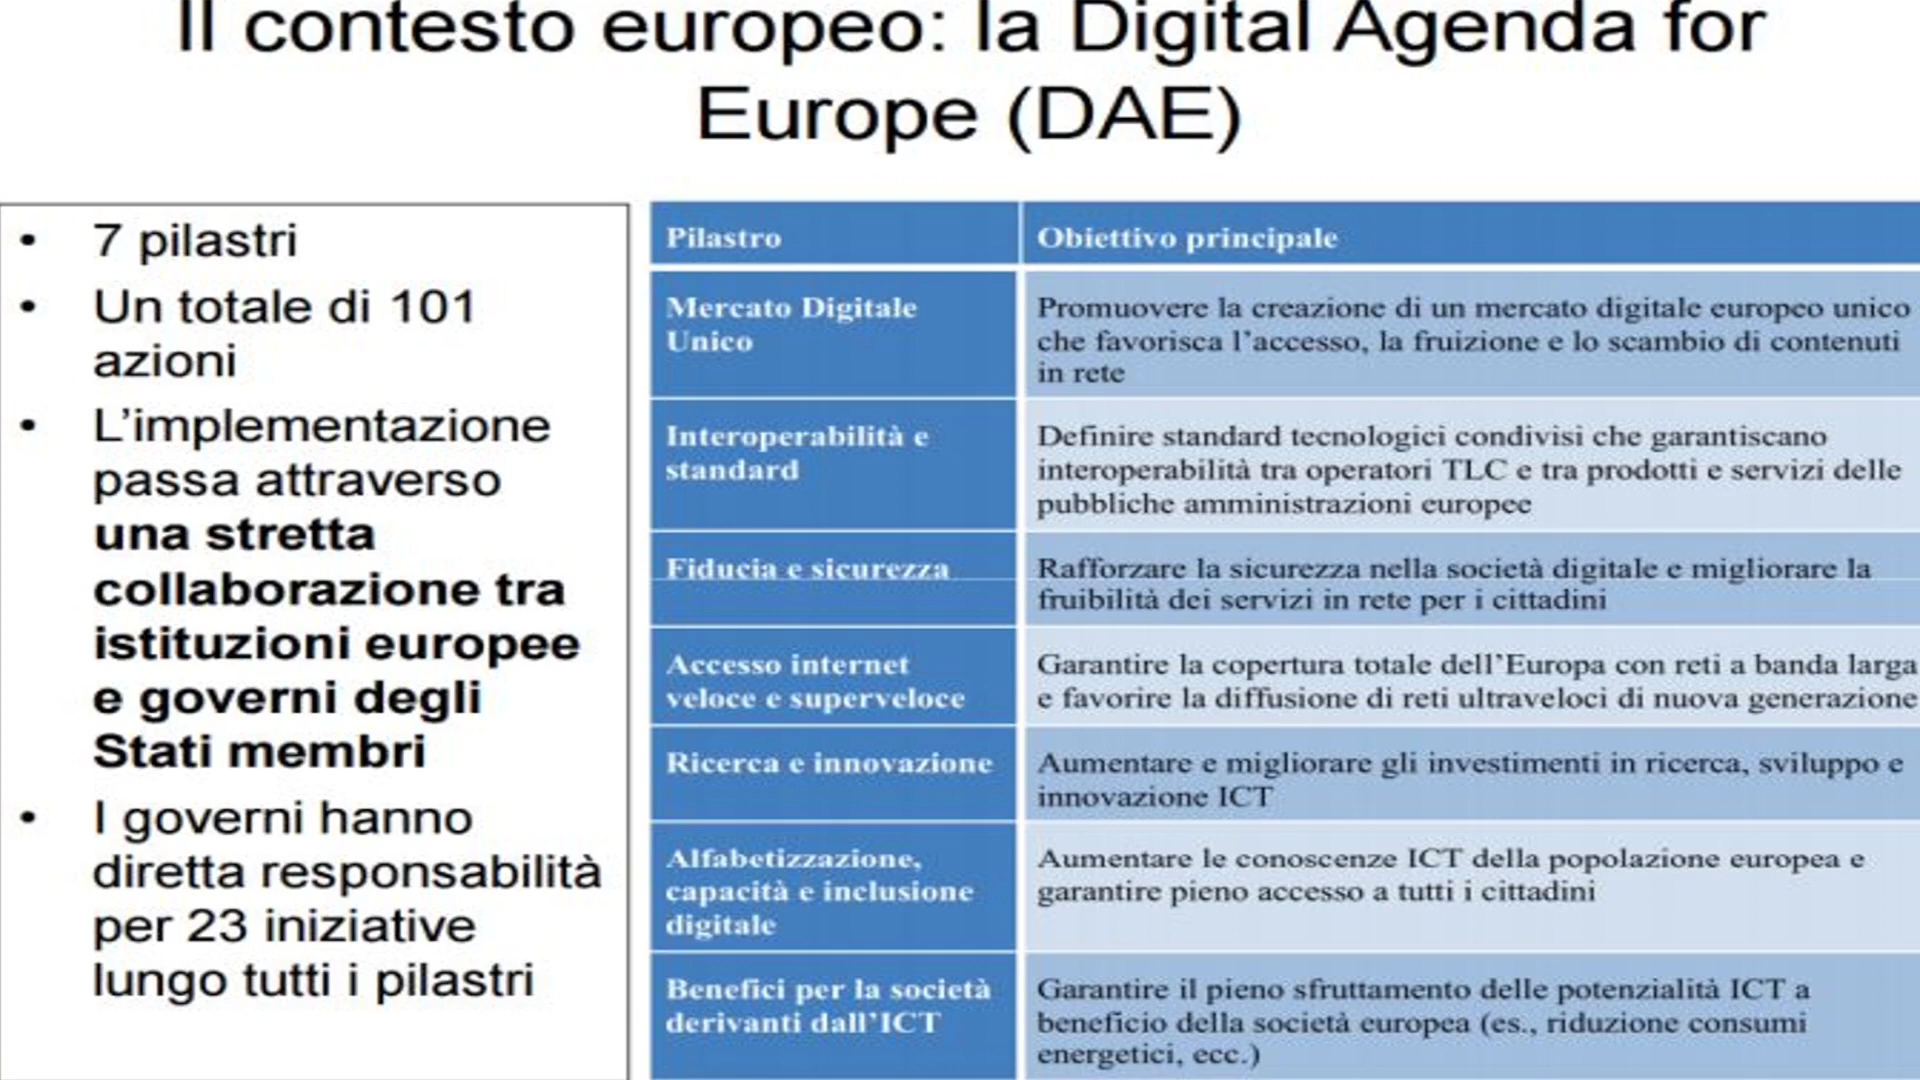 Il contesto europeo: la Digital Agenda for
Europe (DAE)
• 7 pilastri
• Un totale di 101
azioni
• L’implementazione
passa attraverso
una stretta
collaborazione tra
istituzioni europee
e governi degli
Stati membri
• I governi hanno
diretta responsabilità
per 23 iniziative
lungo tutti i pilastri
Pilastro
Obiettivo principale
Mercato Digitale
Unico
Promuovere la creazione di un mercato digitale europeo unico
che favorisca l’accesso, la fruizione e lo scambio di contenuti
in rete
Interoperabilità e
standard
Definire standard tecnologici condivisi che garantiscano
interoperabilità tra operatori TLC e tra prodotti e servizi delle
pubbliche amministrazioni europee
Fiducia e sicurezza
Rafforzare la sicurezza nella società digitale e migliorare la
fruibilità dei servizi in rete per i cittadini
Accesso internet
veloce e superveloce
Garantire la copertura totale dell’Europa con reti a banda larga
e favorire la diffusione di reti ultraveloci di nuova generazione
Ricerca e innovazione
Aumentare e migliorare gli investimenti in ricerca, sviluppo e
innovazione ICT
Alfabetizzazione,
capacità e inclusione
digitale
Aumentare le conoscenze ICT della popolazione europea e
garantire pieno accesso a tutti i cittadini
Benefici per la società
derivanti dall’ICT
Garantire il pieno sfruttamento delle potenzialità ICT a
beneficio della società europea (es., riduzione consumi
energetici, ecc.)